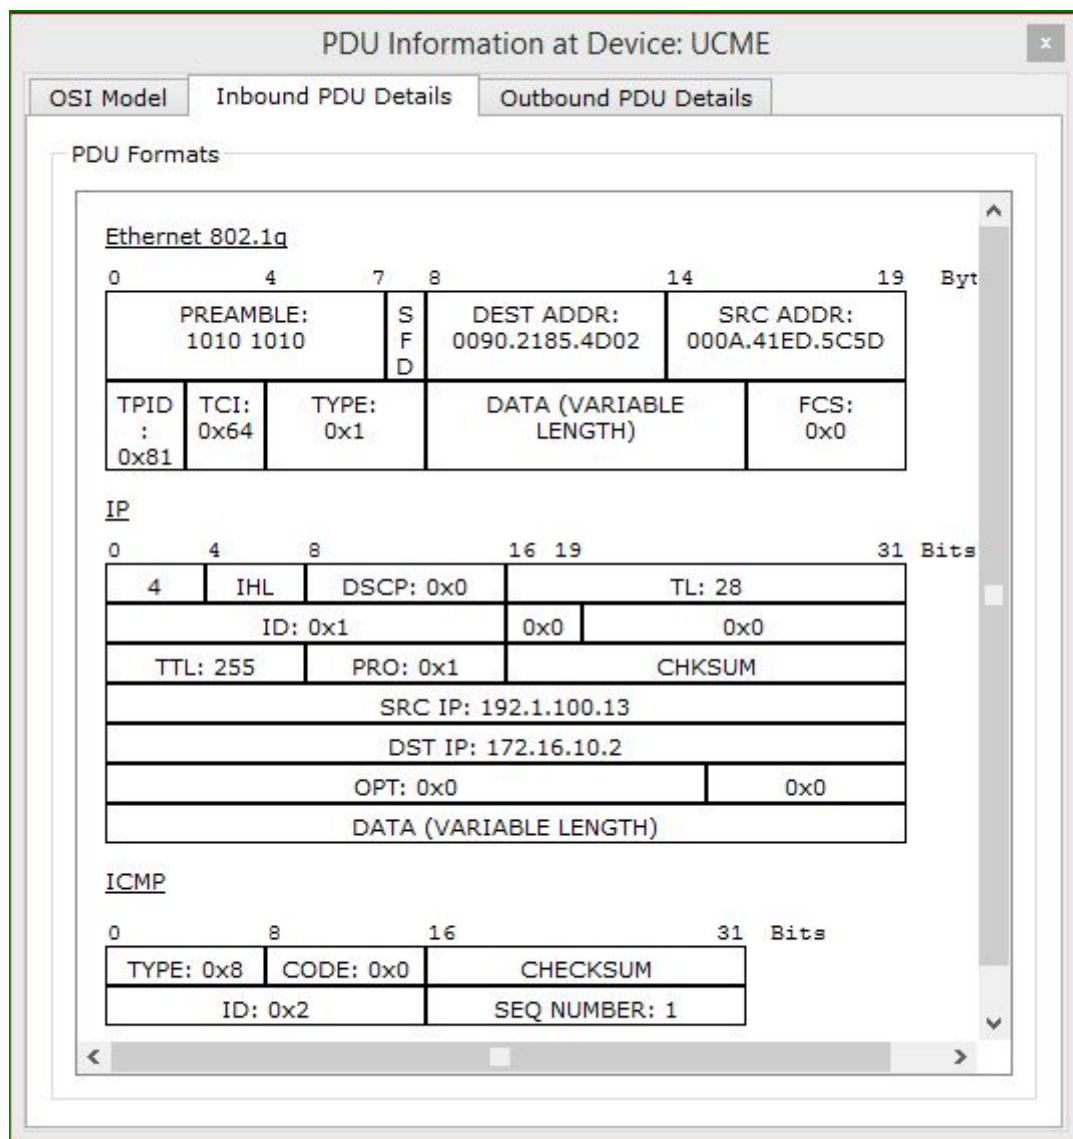 PDU Information at Device: UCME
x
OSI Model Inbound PDU Details Outbound PDU Details
PDU Formats
Ethernet 802.1q
0 4 7 8 14 19 Byt
PREAMBLE: 1010 1010 SFD DEST ADDR: 0090.2185.4D02 SRC ADDR: 000A.41ED.5C5D
TPID : 0x81 TCI: 0x64 TYPE: 0x1 DATA (VARIABLE LENGTH) FCS: 0x0
IP
0 4 8 16 19 31 Bits
4 IHL DSCP: 0x0 TL: 28
ID: 0x1 0x0 0x0
TTL: 255 PRO: 0x1 CHKSUM
SRC IP: 192.1.100.13
DST IP: 172.16.10.2
OPT: 0x0 0x0
DATA (VARIABLE LENGTH)
ICMP
0 8 16 31 Bits
TYPE: 0x8 CODE: 0x0 CHECKSUM
ID: 0x2 SEQ NUMBER: 1